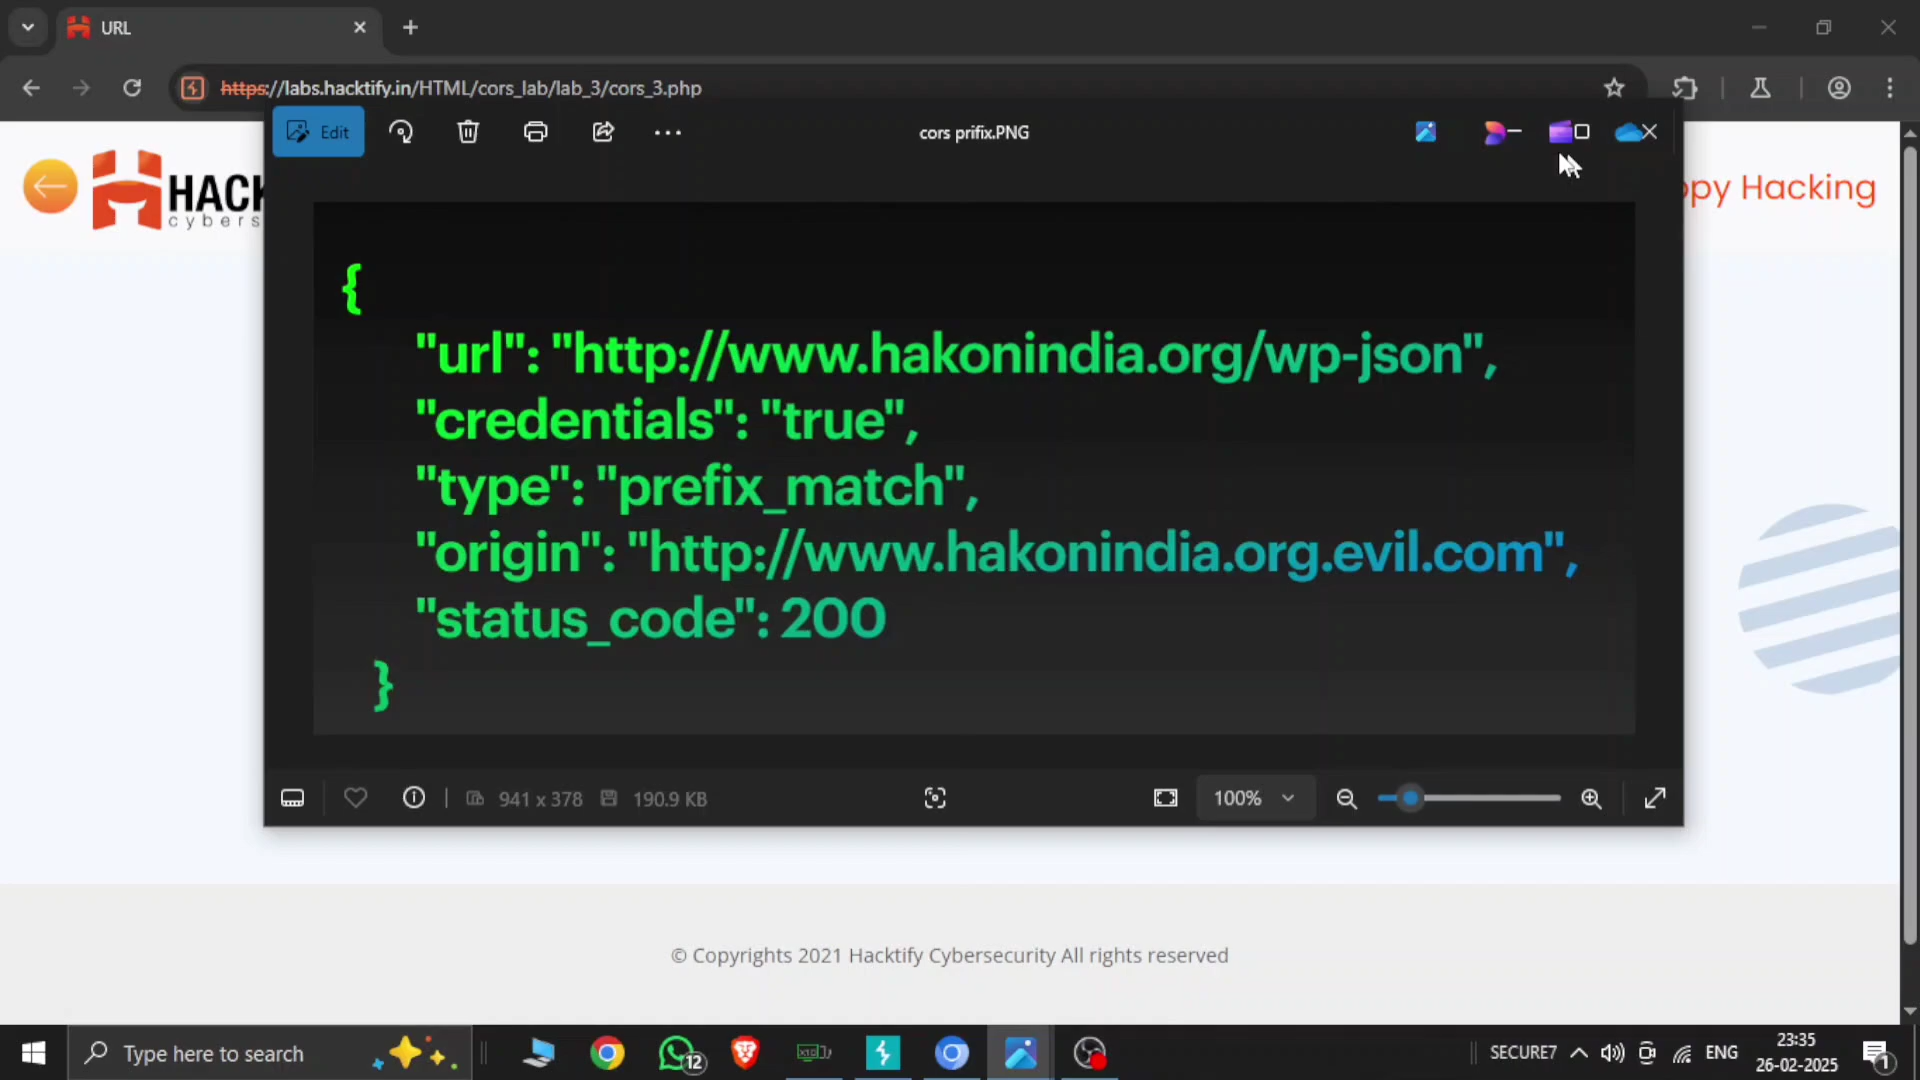 URL
https://labs.hacktify.in/HTML/cors_lab/lab_3/cors_3.php
Edit
cors prifix.PNG
HACK
cybers
ppy Hacking
{
"url": "http://www.hakonindia.org/wp-json",
"credentials": "true",
"type": "prefix_match",
"origin": "http://www.hakonindia.org.evil.com",
"status_code": 200
}
941 x 378
190.9 KB
100%
© Copyrights 2021 Hacktify Cybersecurity All rights reserved
Type here to search
12
SECURE7
ENG
23:35
26-02-2025
1